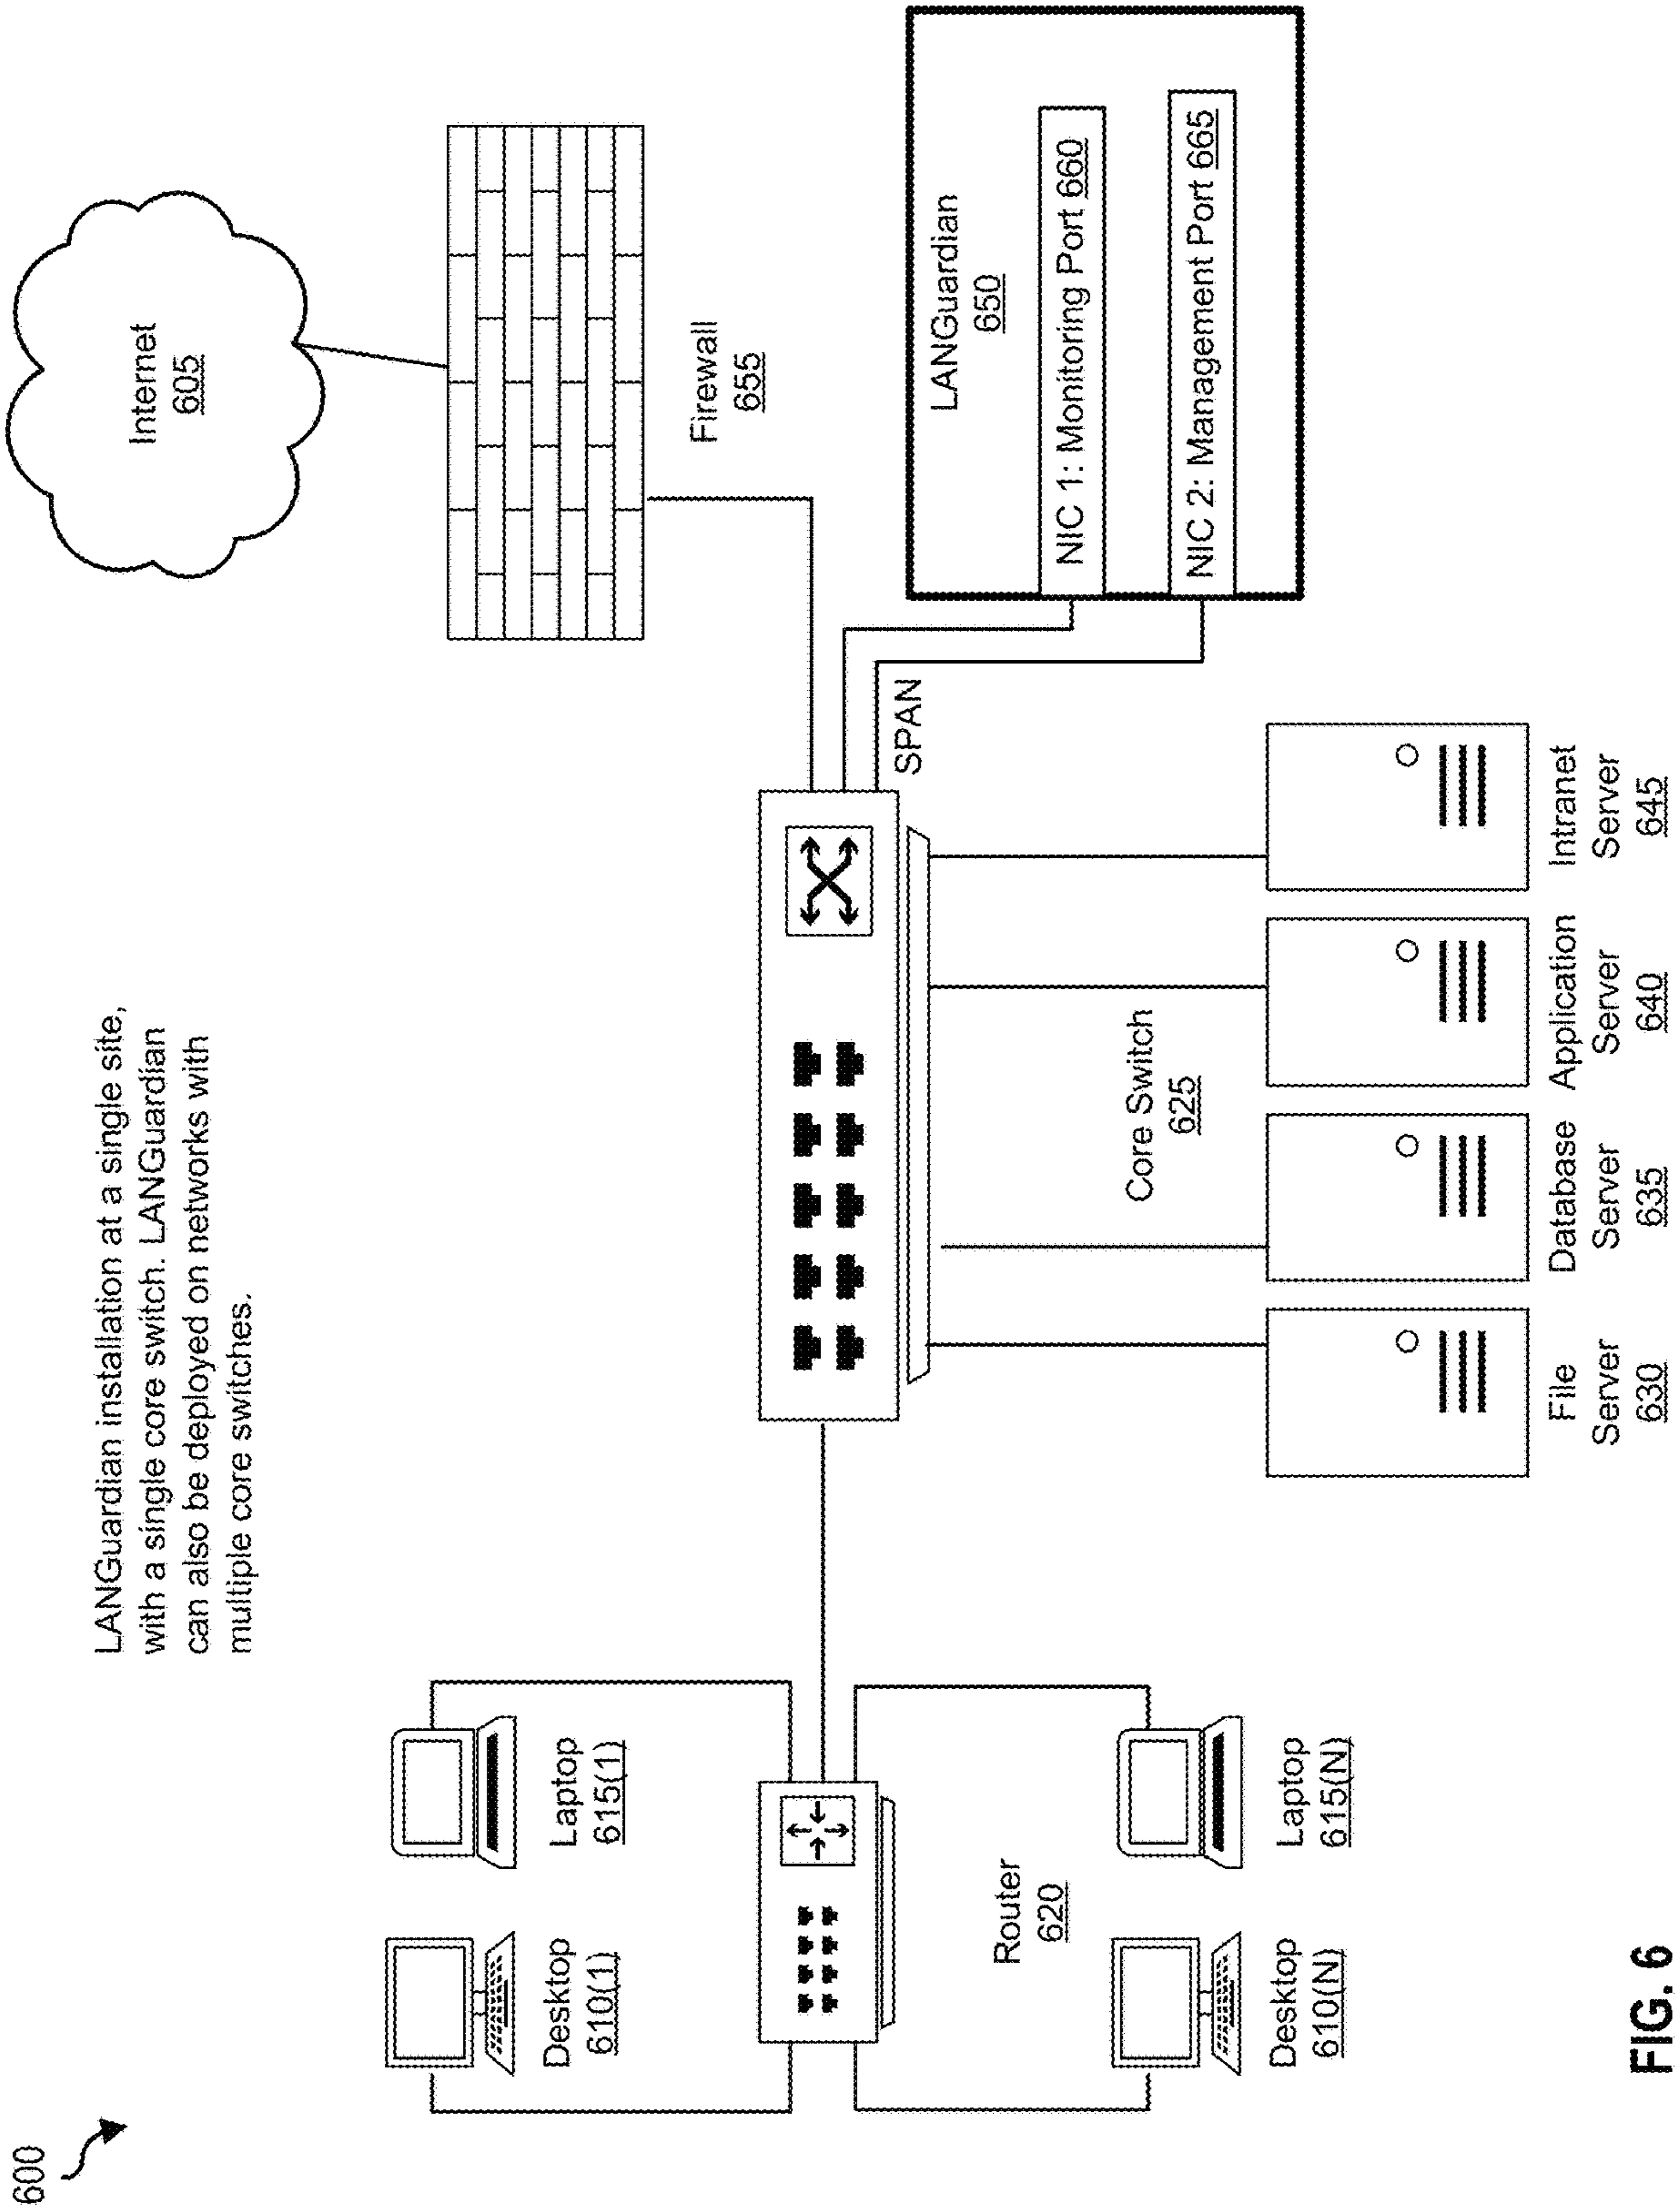 600
LANGuardian installation at a single site,
with a single core switch. LANGuardian
can also be deployed on networks with
multiple core switches.
Internet
605
Firewall
655
Desktop
610(1)
Laptop
615(1)
Router
620
Desktop
610(N)
Laptop
615(N)
SPAN
Core Switch
625
LANGuardian
650
NIC 1: Monitoring Port 660
NIC 2: Management Port 665
File
Server
630
Database
Server
635
Application
Server
640
Intranet
Server
645
FIG. 6